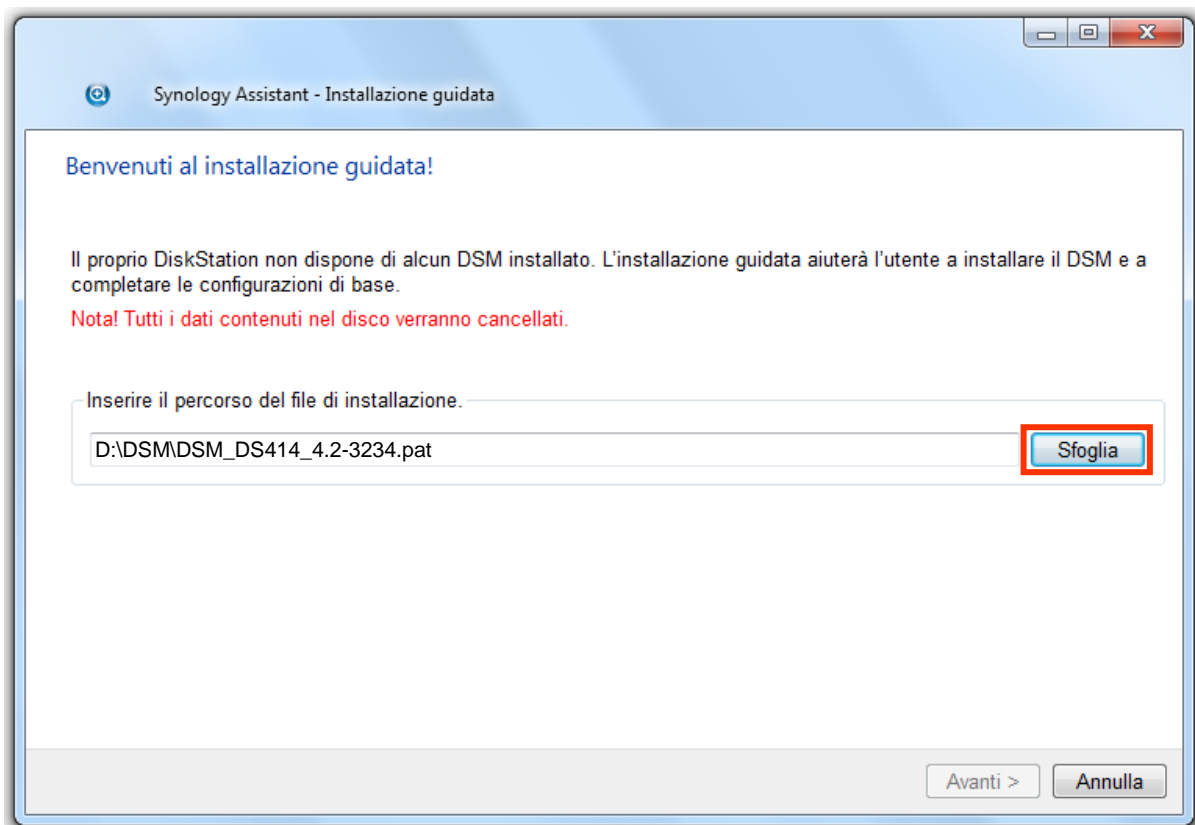 Synology Assistant - Installazione guidata
Benvenuti al installazione guidata!
Il proprio DiskStation non dispone di alcun DSM installato. L'installazione guidata aiuterà l'utente a installare il DSM e a
completare le configurazioni di base.
Nota! Tutti i dati contenuti nel disco verranno cancellati.
Inserire il percorso del file di installazione.
D:\DSM\DSM_DS414_4.2-3234.pat
Sfoglia
Avanti >
Annulla